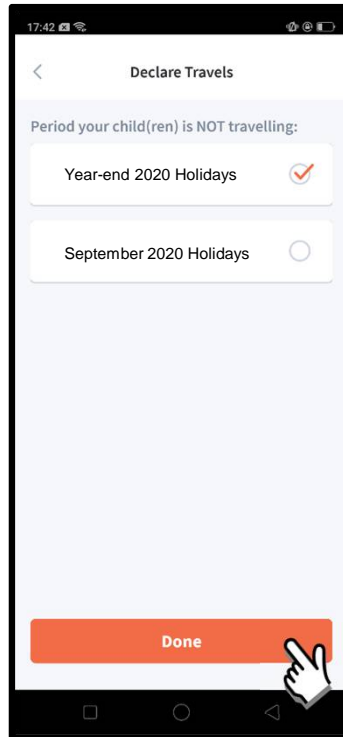 17:42
Declare Travels
Period your child(ren) is NOT travelling:
Year-end 2020 Holidays
September 2020 Holidays
Done